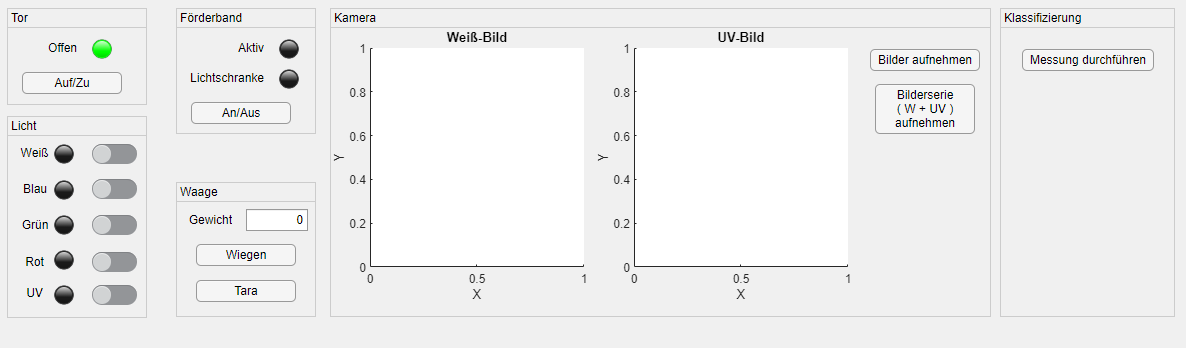 Tor
Offen
Auf/Zu
Licht
Weiß
Blau
Grün
Rot
UV
Förderband
Aktiv
Lichtschranke
An/Aus
Waage
Gewicht 0
Wiegen
Tara
Kamera
Weiß-Bild
1
0.8
0.6
0.4
0.2
0
Y
0 0.5 1
X
UV-Bild
1
0.8
0.6
0.4
0.2
0
Y
0 0.5 1
X
Bilder aufnehmen
Bilderserie
( W + UV )
aufnehmen
Klassifizierung
Messung durchführen